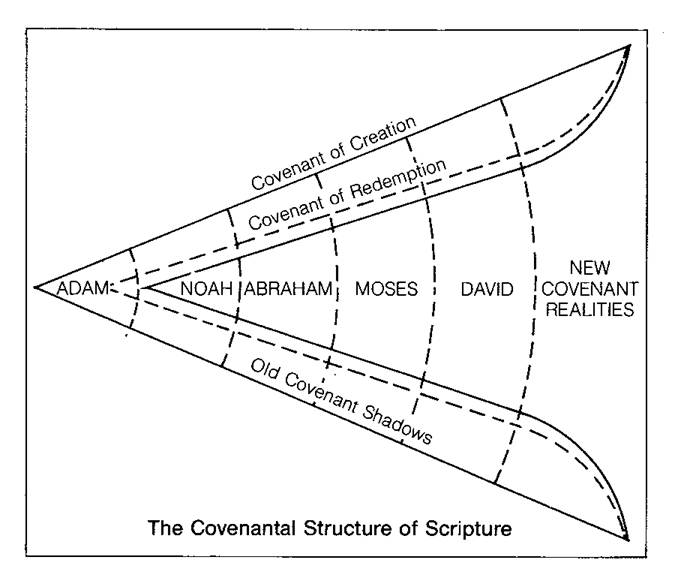 Covenant of Creation
Covenant of Redemption
ADAM
NOAH
ABRAHAM
MOSES
DAVID
NEW
COVENANT
REALITIES
Old Covenant Shadows
The Covenantal Structure of Scripture